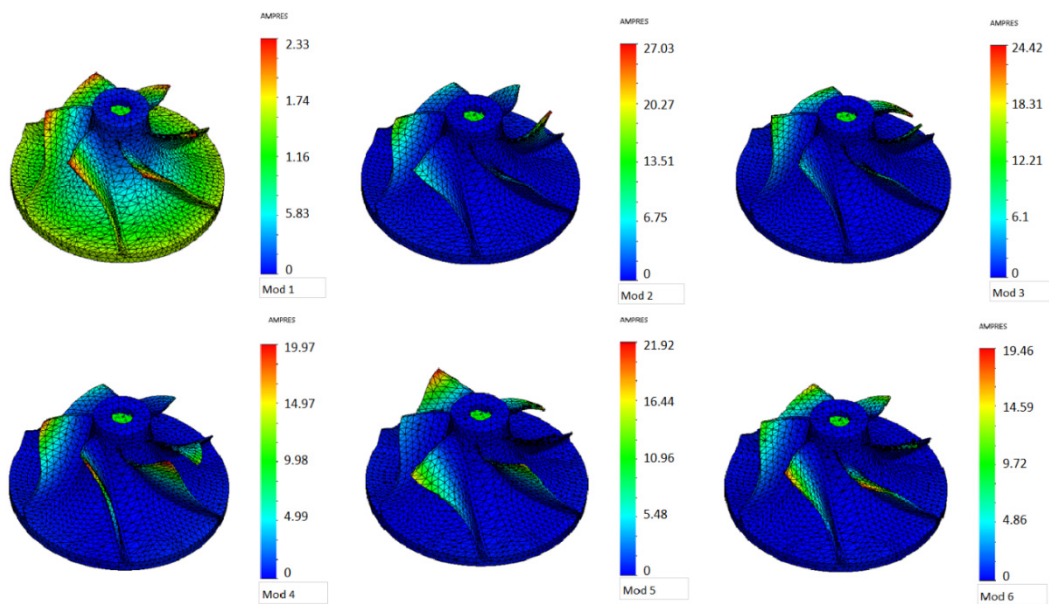 AMPRES
2.33
1.74
1.16
5.83
0
Mod 1
AMPRES
27.03
20.27
13.51
6.75
0
Mod 2
AMPRES
24.42
18.31
12.21
6.1
0
Mod 3
AMPRES
19.97
14.97
9.98
4.99
0
Mod 4
AMPRES
21.92
16.44
10.96
5.48
0
Mod 5
AMPRES
19.46
14.59
9.72
4.86
0
Mod 6